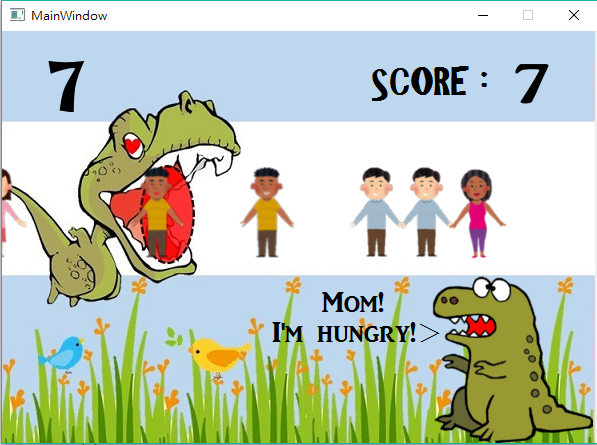 MainWindow
7
SCORE : 7
MOM!
I'M HUNGRY!>